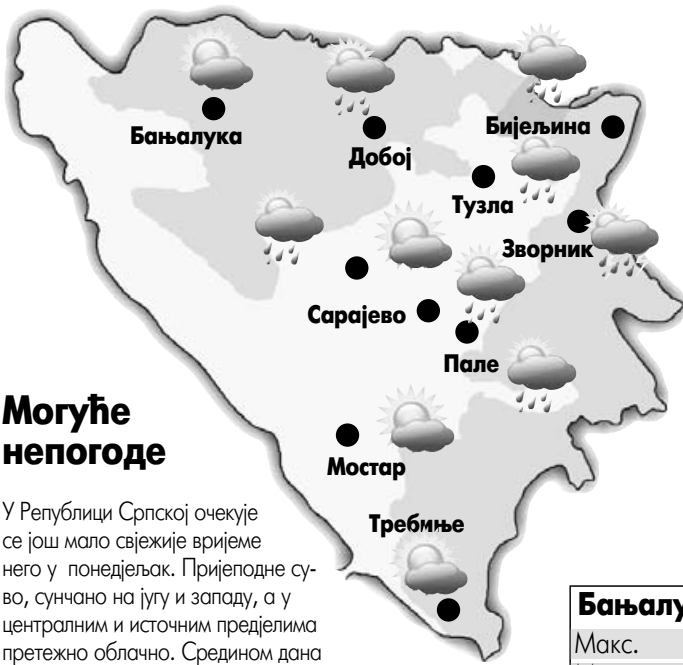 Бањалука
Добој
Бијељина
Тузла
Зворник
Сарајево
Пале
Мостар
Требиње
Могуће
непогоде
У Републици Српској очекује
се још мало свјежије вријеме
него у понедјељак. Пријеподне су-
во, сунчано на југу и западу, а у
централним и источним предјелима
претежно облачно. Средином дана
Макс.